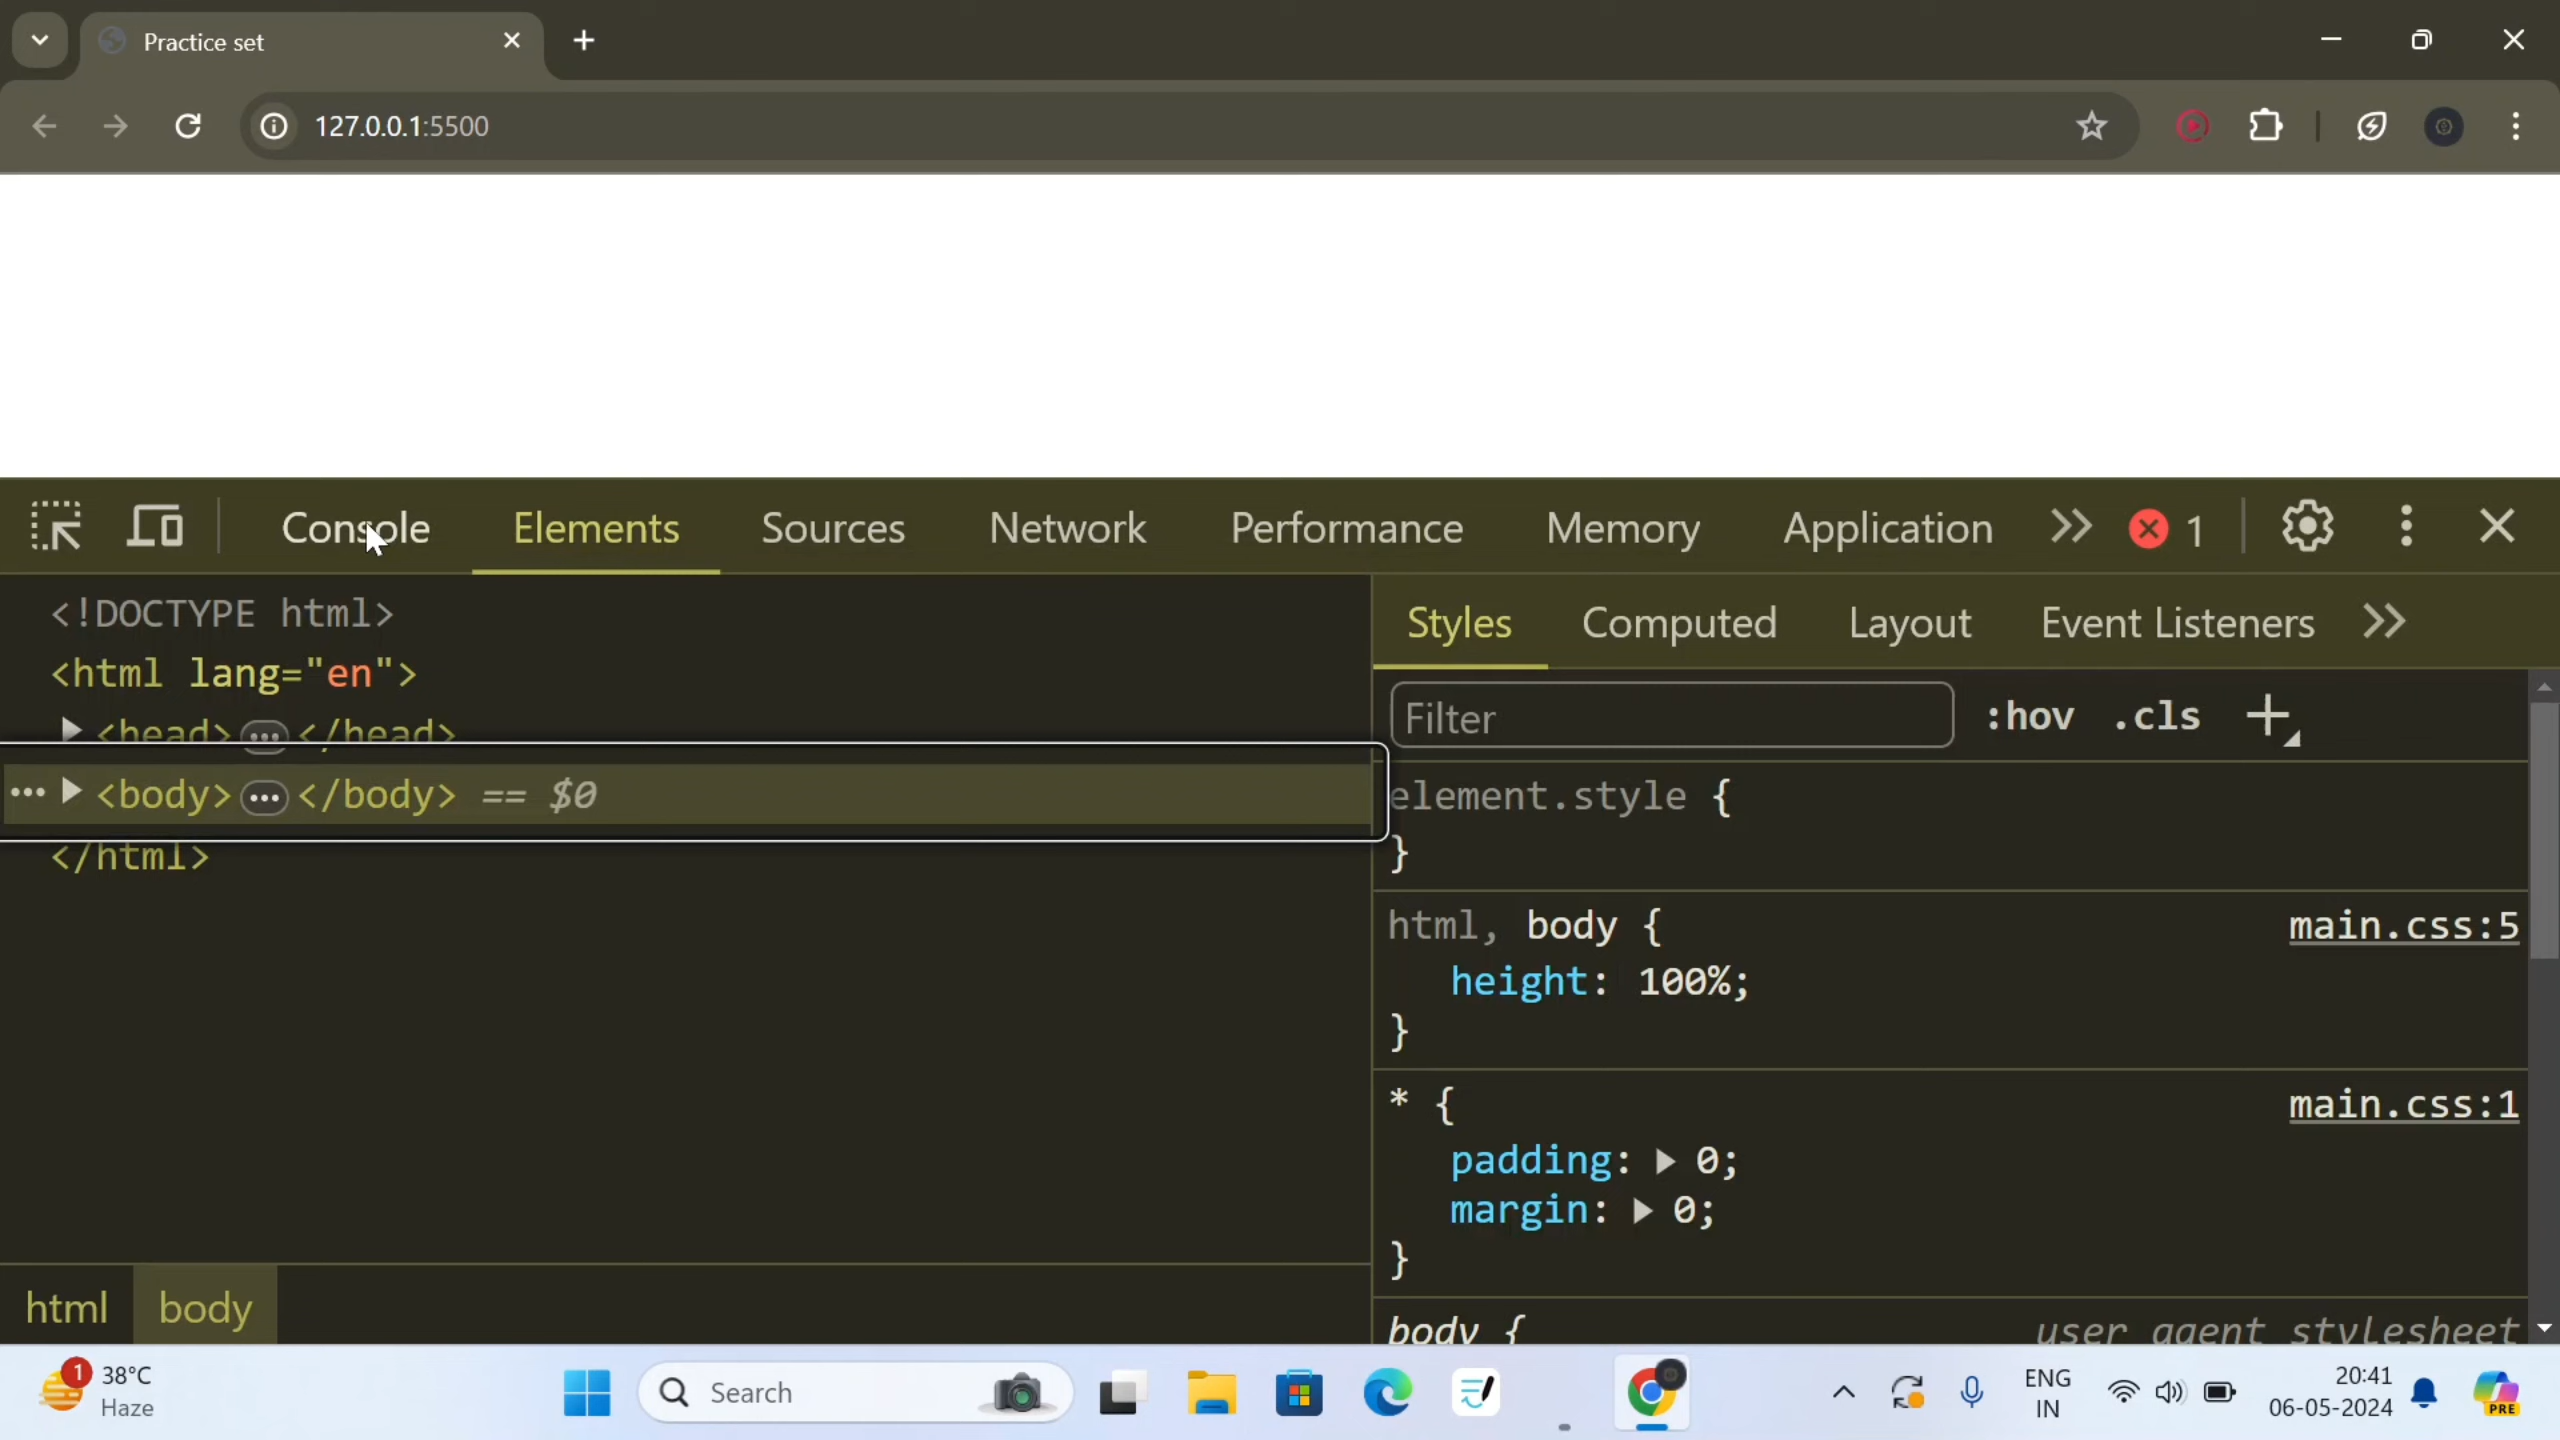 Practice set
127.0.0.1:5500
Console Elements Sources Network Performance Memory Application 1
<!DOCTYPE html>
<html lang="en">
<head> ••• </head>
••• <body> ••• </body> == $0
</html>
html body
Styles Computed Layout Event Listeners
Filter :hov .cls
element.style {
}
html, body { main.css:5
height: 100%;
}
* { main.css:1
padding: 0;
margin: 0;
}
body { user agent stylesheet
1 38°C
Haze
Search
ENG
IN
20:41
06-05-2024
PRE